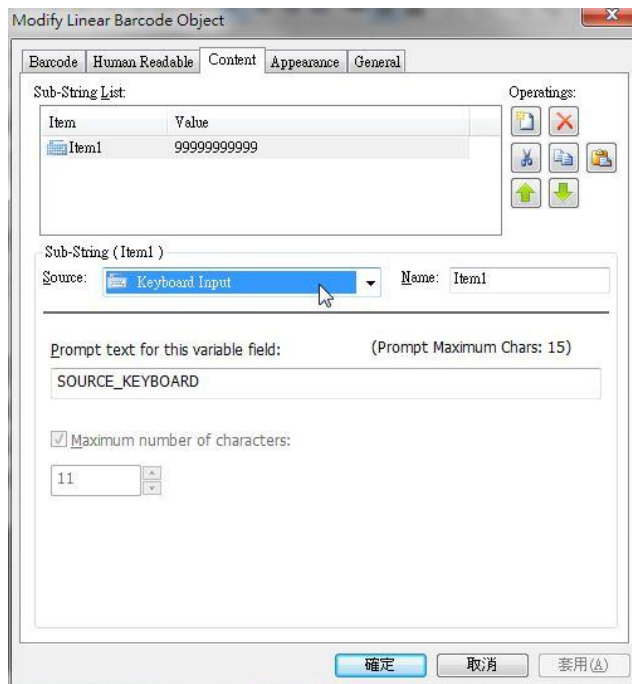 Modify Linear Barcode Object
Barcode Human Readable Content Appearance General
Sub-String List: Operatings:
Item Value
Item1 99999999999
Sub-String ( Item1 )
Source: Keyboard Input Name: Item1
Prompt text for this variable field: (Prompt Maximum Chars: 15)
SOURCE_KEYBOARD
Maximum number of characters:
11
確定 取消 套用(A)